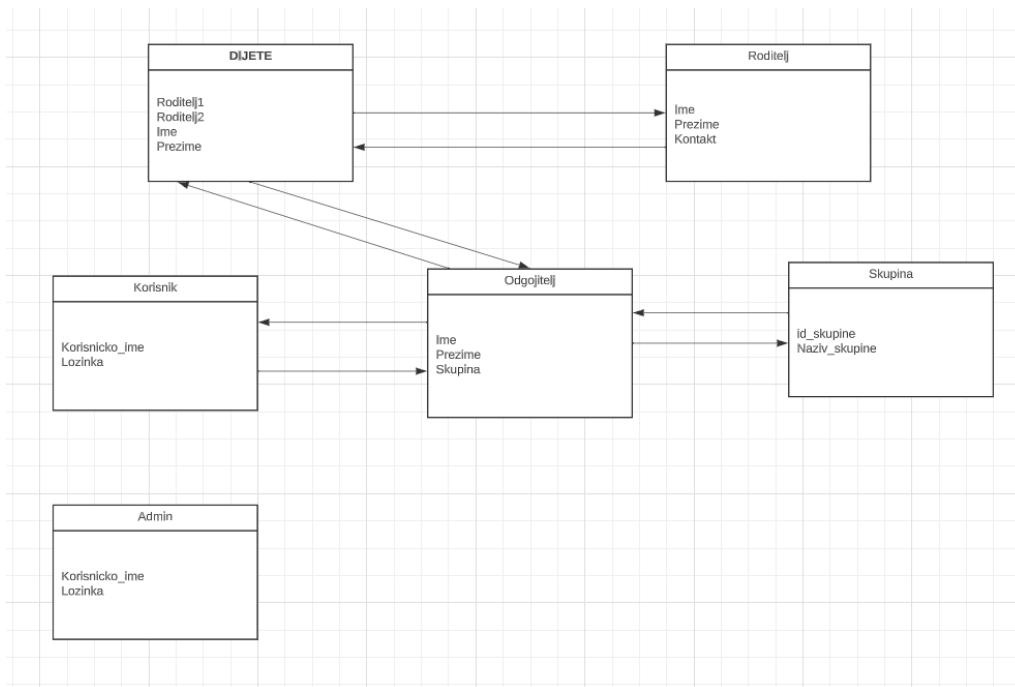 DIJETE
Roditelj1
Roditelj2
Ime
Prezime
Roditelj
Ime
Prezime
Kontakt
Korisnik
Korisnicko_ime
Lozinka
Odgojitelj
Ime
Prezime
Skupina
Skupina
id_skupine
Naziv_skupine
Admin
Korisnicko_ime
Lozinka